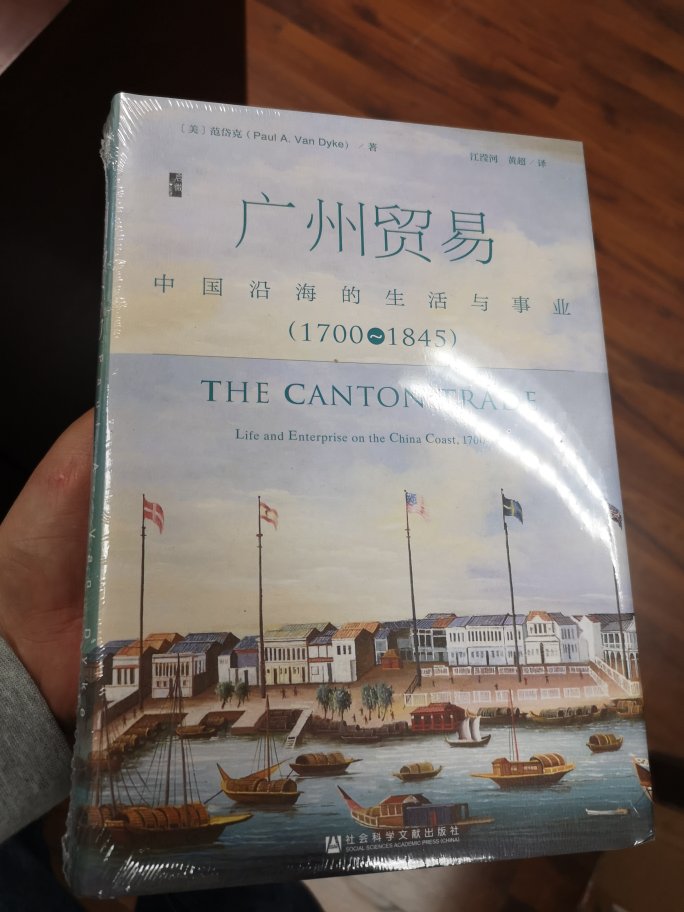 ［美］范岱克（Paul A. Van Dyke）／著
江滢河 黄超／译
广州贸易
中国沿海的生活与事业
（1700～1845）
THE CANTON TRADE
Life and Enterprise on the China Coast, 1700
社会科学文献出版社
SOCIAL SCIENCES ACADEMIC PRESS (CHINA)